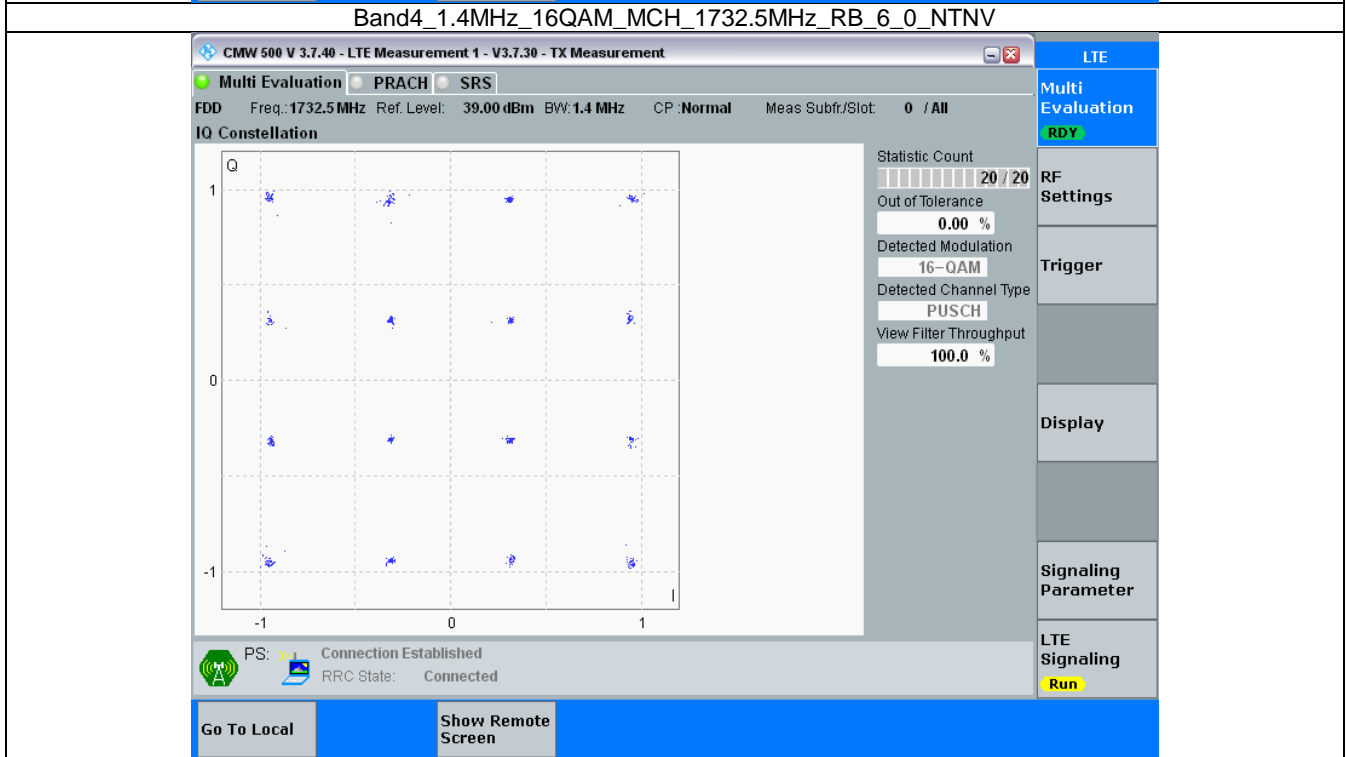 Band4_1.4MHz_16QAM_MCH_1732.5MHz_RB_6_0_NTNV
CMW 500 V 3.7.40 - LTE Measurement 1 - V3.7.30 - TX Measurement
LTE
Multi Evaluation PRACH SRS
Multi
Evaluation
RDY
FDD Freq.: 1732.5 MHz Ref. Level: 39.00 dBm BW: 1.4 MHz CP :Normal Meas Subfr./Slot: 0 / All
IQ Constellation
Q
1
0
-1
I
-1 0 1
Statistic Count
20 / 20
Out of Tolerance
0.00 %
Detected Modulation
16-QAM
Detected Channel Type
PUSCH
View Filter Throughput
100.0 %
RF
Settings
Trigger
Display
Signaling
Parameter
LTE
Signaling
Run
PS: Connection Established
RRC State: Connected
Go To Local
Show Remote
Screen